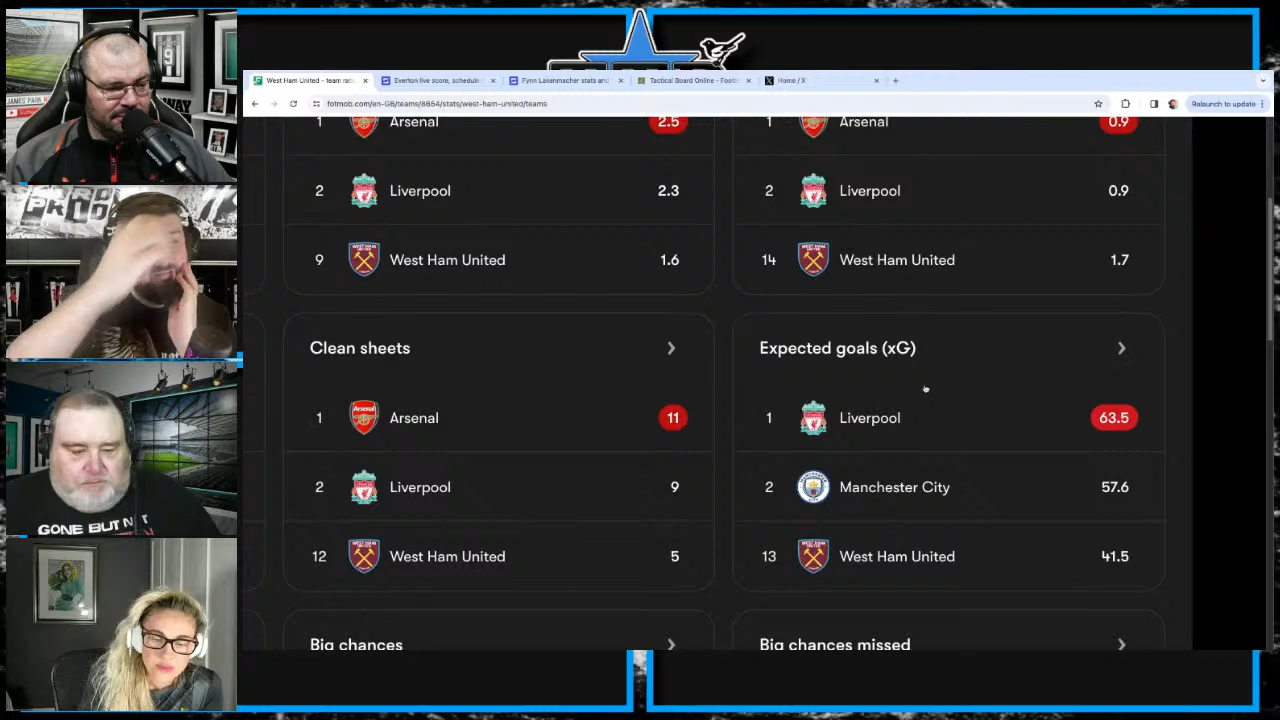 West Ham United - team rati
Everton live score, schedule
Fynn Lakenmacher stats and
Tactical Board Online - Foot
Home / X
fotmob.com/en-GB/teams/8654/stats/west-ham-united/teams
Relaunch to update
1 Arsenal 2.5
2 Liverpool 2.3
9 West Ham United 1.6
1 Arsenal 0.9
2 Liverpool 0.9
14 West Ham United 1.7
Clean sheets
1 Arsenal 11
2 Liverpool 9
12 West Ham United 5
Expected goals (xG)
1 Liverpool 63.5
2 Manchester City 57.6
13 West Ham United 41.5
Big chances
Big chances missed
GONE BUT NOT